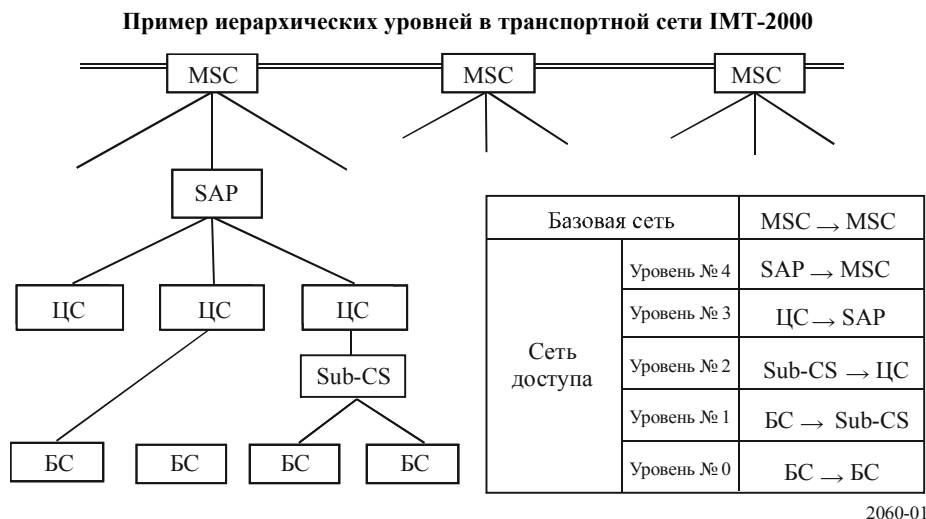 Пример иерархических уровней в транспортной сети IMT-2000
MSC
MSC
MSC
SAP
ЦС
ЦС
ЦС
Sub-CS
БС
БС
БС
БС
Базовая сеть
MSC → MSC
Сеть
доступа
Уровень № 4
SAP → MSC
Уровень № 3
ЦС → SAP
Уровень № 2
Sub-CS → ЦС
Уровень № 1
БС → Sub-CS
Уровень № 0
БС → БС
2060-01